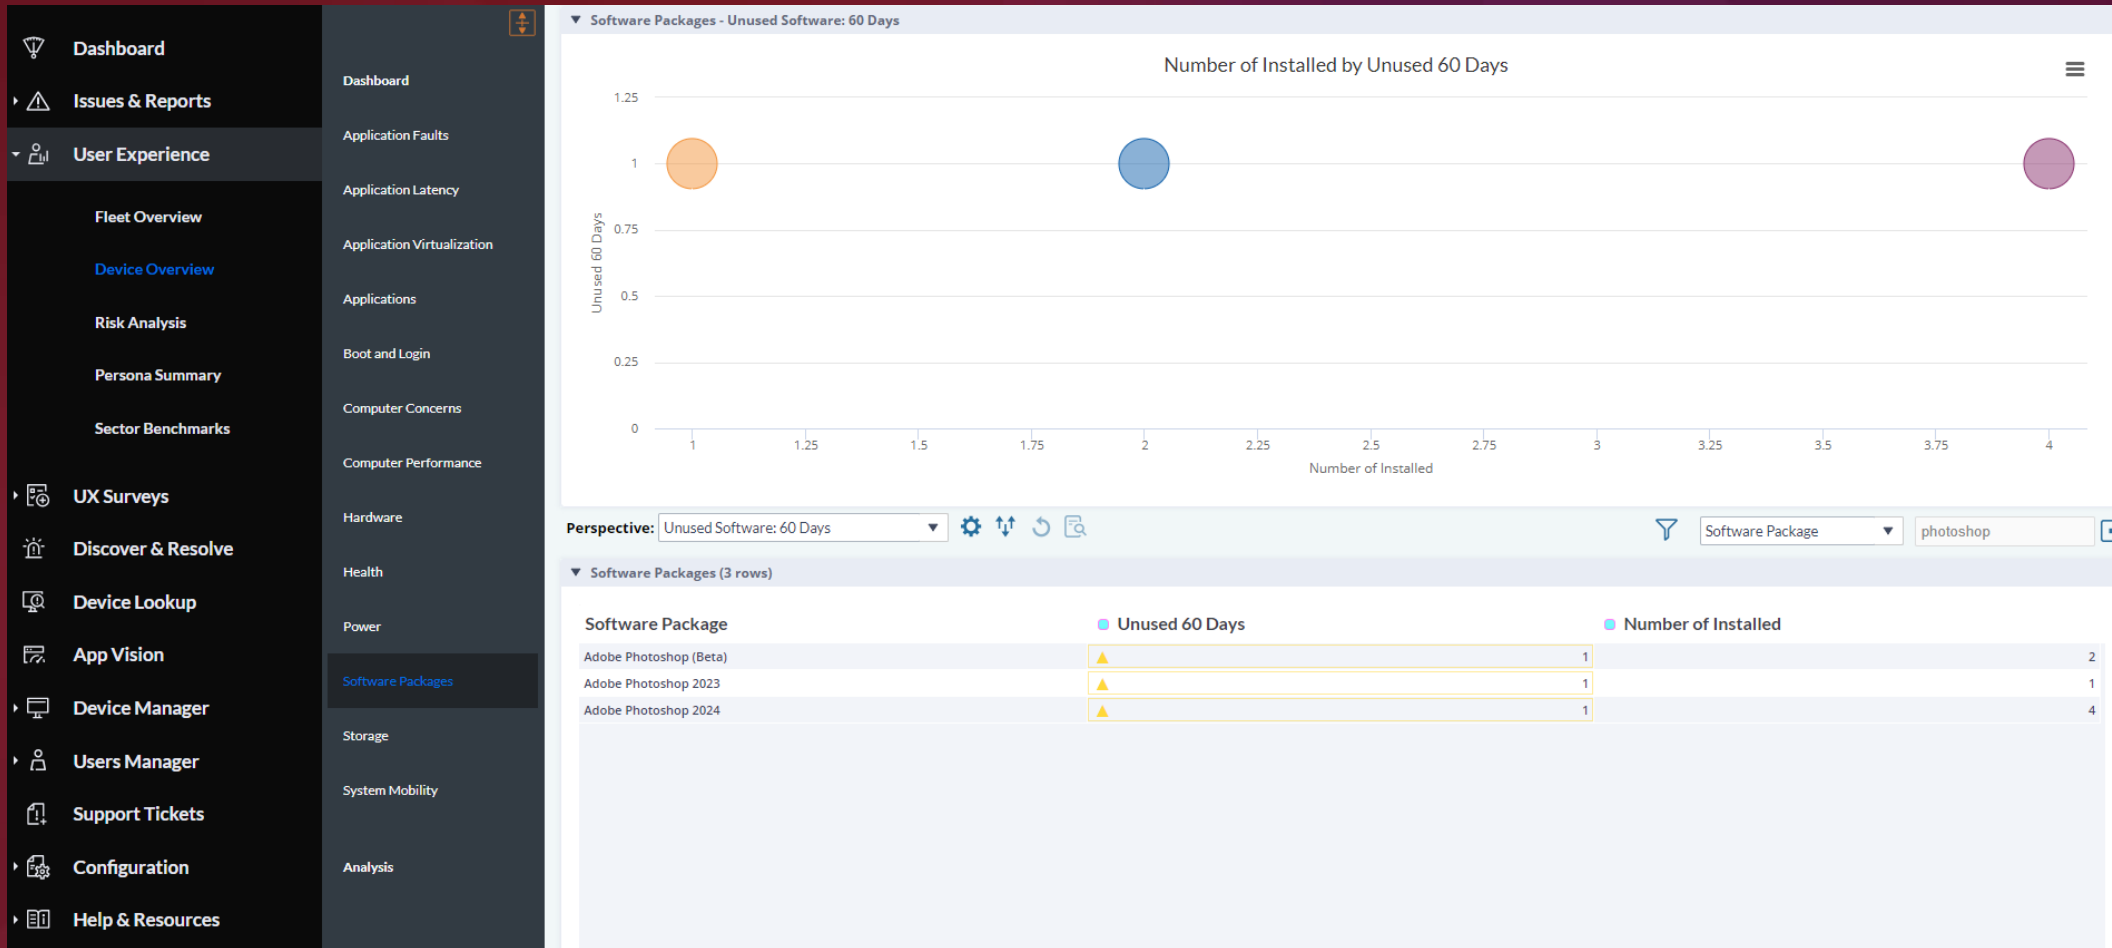 Dashboard
Issues & Reports
User Experience
Fleet Overview
Device Overview
Risk Analysis
Persona Summary
Sector Benchmarks
UX Surveys
Discover & Resolve
Device Lookup
App Vision
Device Manager
Users Manager
Support Tickets
Configuration
Help & Resources
Dashboard
Application Faults
Application Latency
Application Virtualization
Applications
Boot and Login
Computer Concerns
Computer Performance
Hardware
Health
Power
Software Packages
Storage
System Mobility
Analysis
Software Packages - Unused Software: 60 Days
Number of Installed by Unused 60 Days
Unused 60 Days
1.25
1
0.75
0.5
0.25
0
1 1.25 1.5 1.75 2 2.25 2.5 2.75 3 3.25 3.5 3.75 4
Number of Installed
Perspective: Unused Software: 60 Days Software Package photoshop
Software Packages (3 rows)
Software Package Unused 60 Days Number of Installed
Adobe Photoshop (Beta) 1 2
Adobe Photoshop 2023 1 1
Adobe Photoshop 2024 1 4